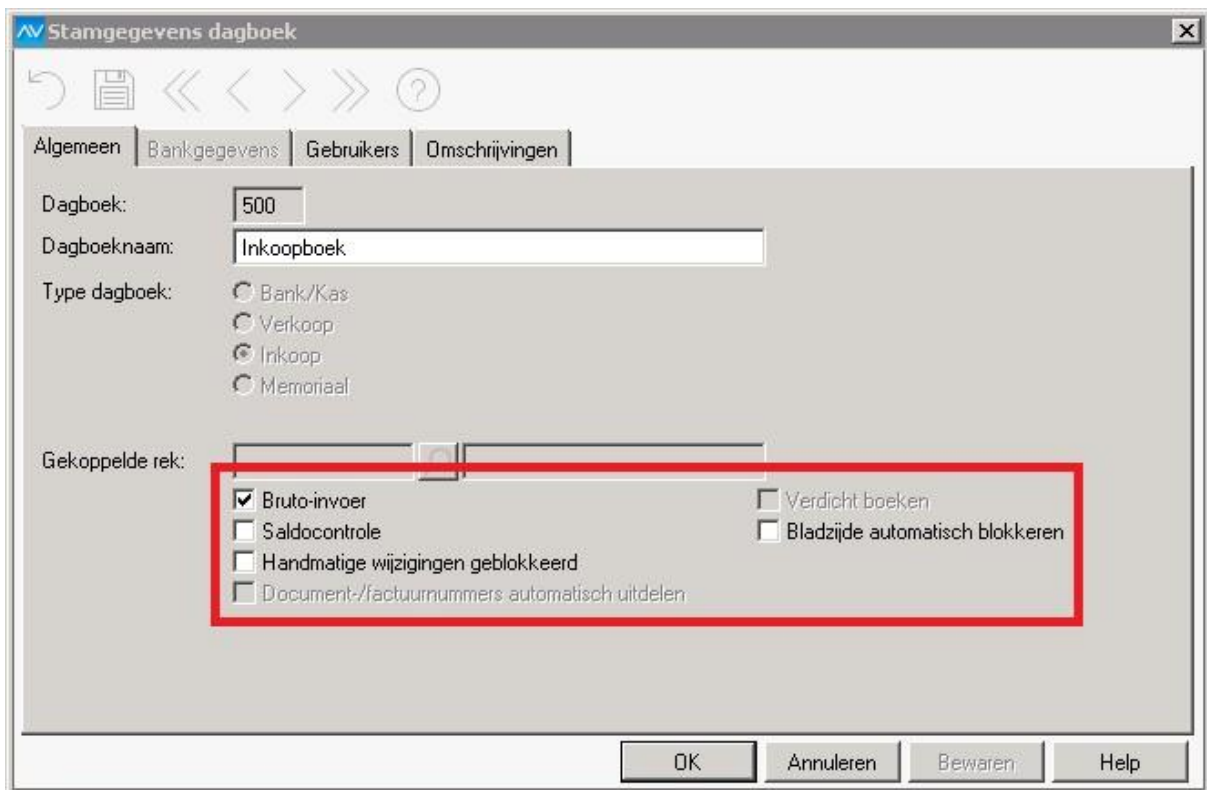 Stamgegevens dagboek
Algemeen Bankgegevens Gebruikers Omschrijvingen
Dagboek: 500
Dagboeknaam: Inkoopboek
Type dagboek: Bank/Kas
Verkoop
Inkoop
Memoriaal
Gekoppelde rek:
Bruto-invoer Verdicht boeken
Saldocontrole Bladzijde automatisch blokkeren
Handmatige wijzigingen geblokkeerd
Document-/factuurnummers automatisch uitdelen
OK Annuleren Bewaren Help